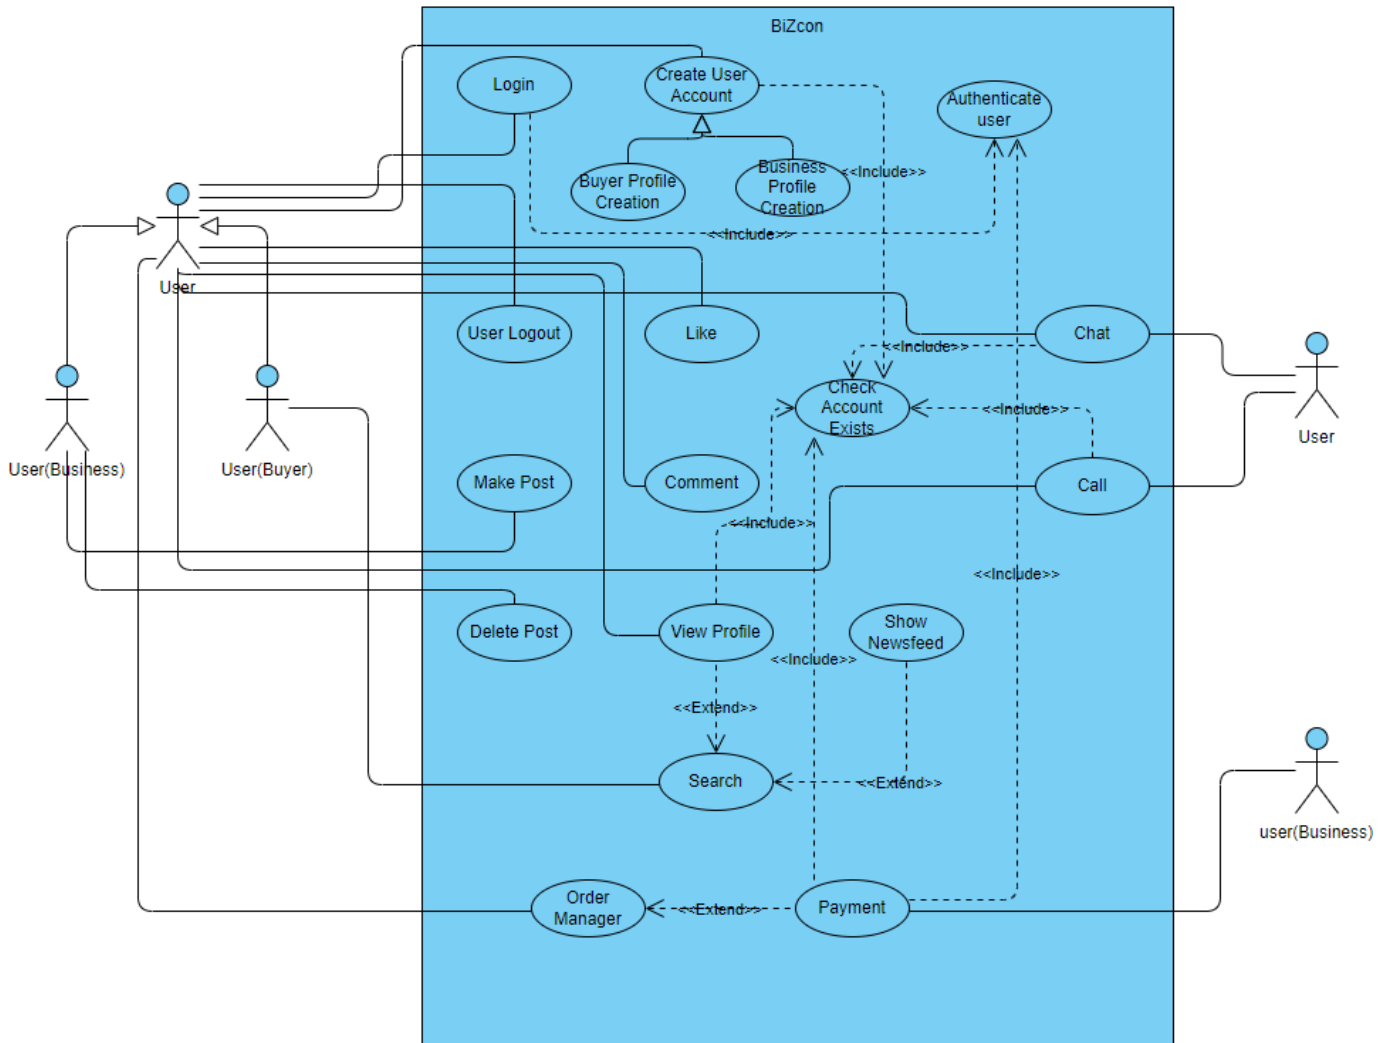 BiZcon
Login
Create User
Account
Authenticate
user
Buyer Profile
Creation
Business
Profile
Creation
<<Include>>
<<Include>>
User
User Logout
Like
Chat
<<Include>>
User
Check
Account
Exists
<<Include>>
User(Business)
User(Buyer)
Make Post
Comment
Call
<<Include>>
<<Include>>
Delete Post
View Profile
Show
Newsfeed
<<Include>>
<<Extend>>
Search
<<Extend>>
user(Business)
Order
Manager
<<Extend>>
Payment